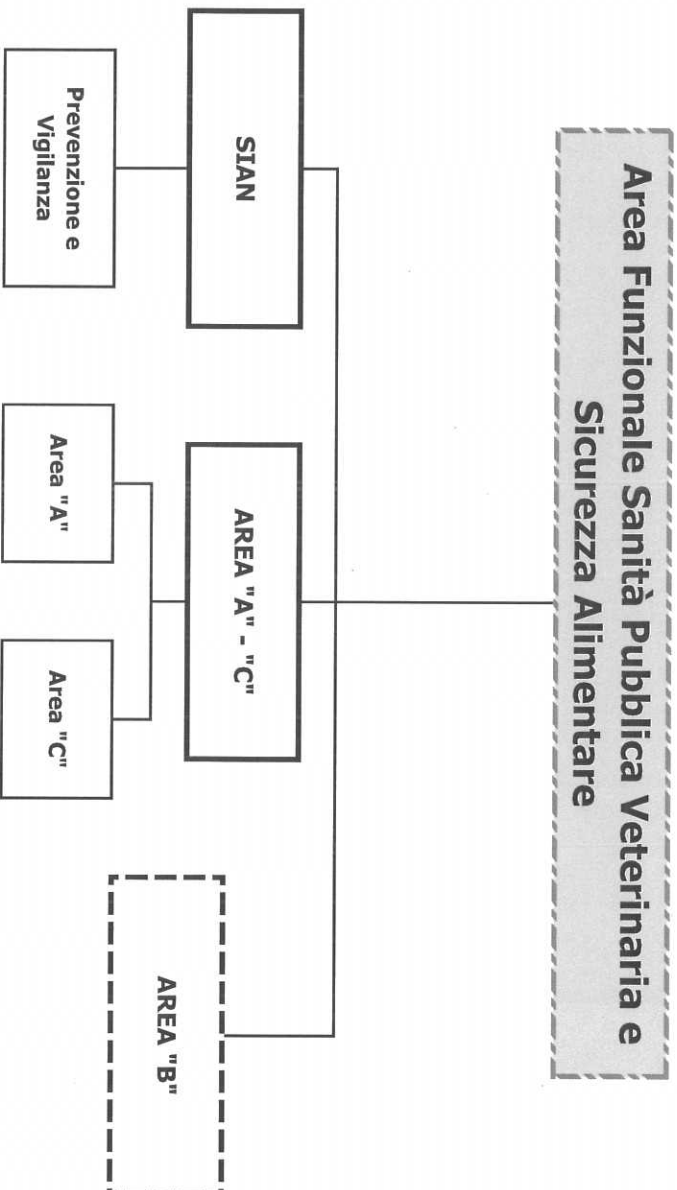 Area Funzionale Sanità Pubblica Veterinaria e
Sicurezza Alimentare
SIAN
AREA "A" - "C"
AREA "B"
Prevenzione e
Vigilanza
Area "A"
Area "C"